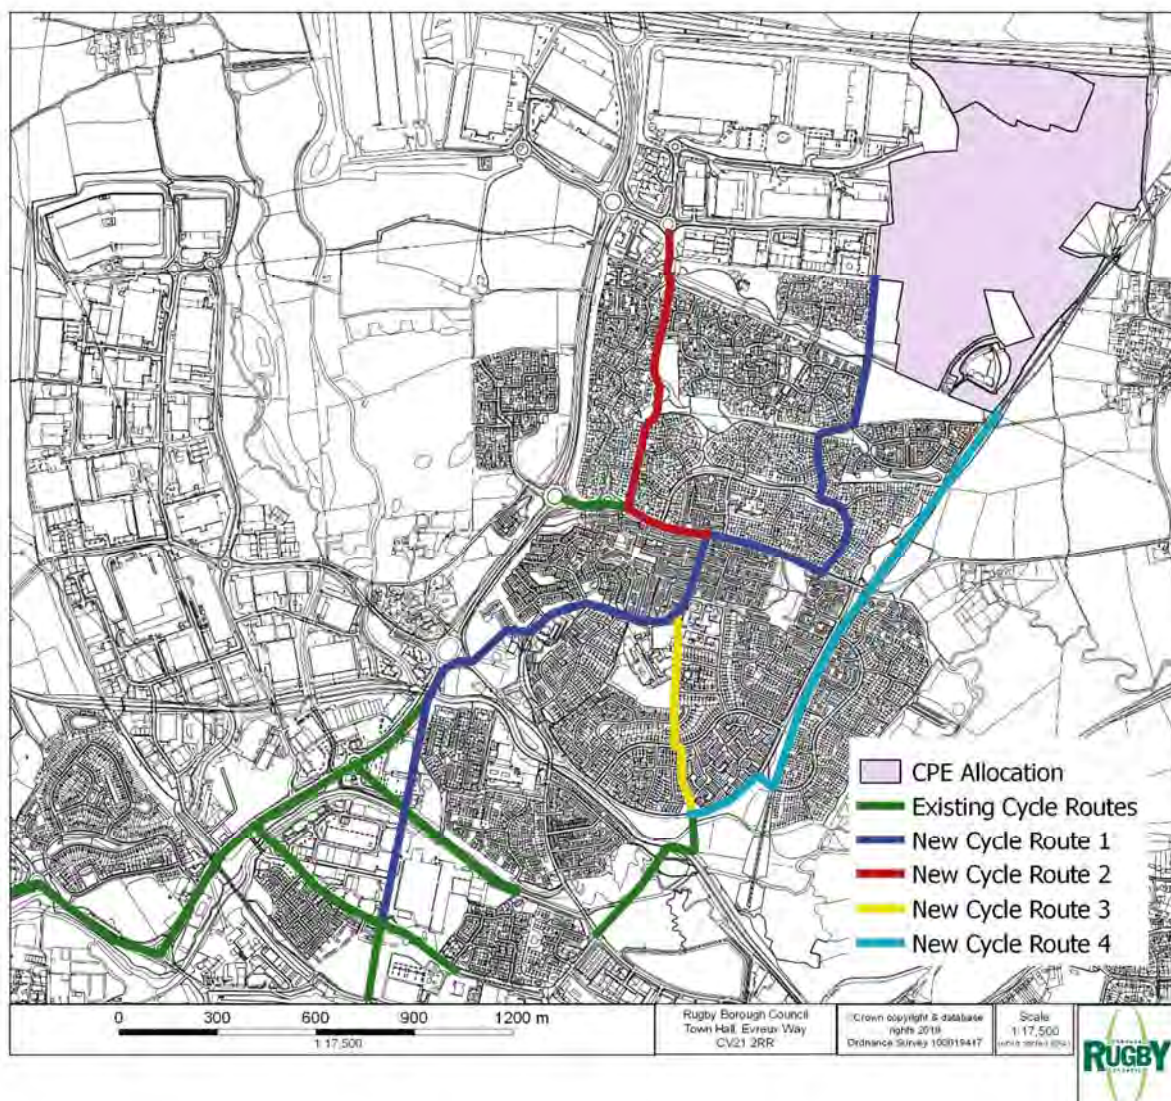 CPE Allocation
Existing Cycle Routes
New Cycle Route 1
New Cycle Route 2
New Cycle Route 3
New Cycle Route 4
0 300 600 900 1200 m
1:17,500
Rugby Borough Council
Town Hall, Evreux Way
CV21 2RR
©Crown copyright & database
rights 2019
Ordnance Survey 100019417
Scale
1:17,500
RUGBY